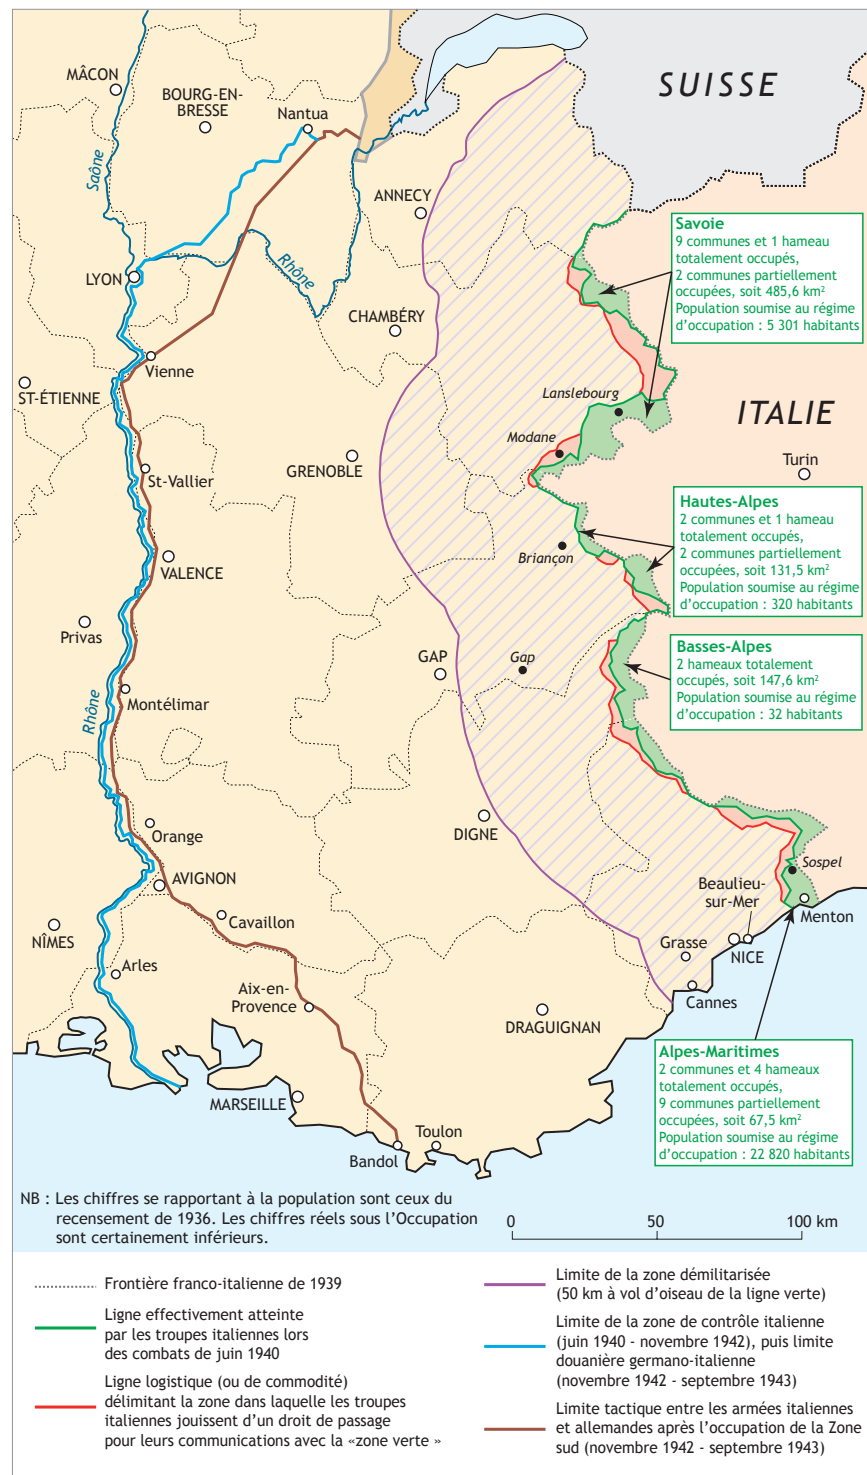 SUISSE
MÂCON
BOURG-EN-
BRESSE
Nantua
Saône
ANNECY
Savoie
9 communes et 1 hameau
totalement occupés,
2 communes partiellement
occupées, soit 485,6 km²
Population soumise au régime
d'occupation : 5 301 habitants
LYON
Rhône
CHAMBÉRY
Vienne
ST-ÉTIENNE
Lanslebourg
ITALIE
Modane
GRENOBLE
Turin
St-Vallier
Hautes-Alpes
2 communes et 1 hameau
totalement occupés,
2 communes partiellement
occupées, soit 131,5 km²
Population soumise au régime
d'occupation : 320 habitants
Briançon
VALENCE
Privas
Basses-Alpes
2 hameaux totalement
occupés, soit 147,6 km²
Population soumise au régime
d'occupation : 32 habitants
GAP
Gap
Rhône
Montélimar
Orange
DIGNE
Sospel
AVIGNON
Beaulieu-
sur-Mer
Menton
Cavaillon
NÎMES
Grasse
NICE
Arles
Aix-en-
Provence
Cannes
DRAGUIGNAN
Alpes-Maritimes
2 communes et 4 hameaux
totalement occupés,
9 communes partiellement
occupées, soit 67,5 km²
Population soumise au régime
d'occupation : 22 820 habitants
MARSEILLE
Toulon
Bandol
NB : Les chiffres se rapportant à la population sont ceux du
recensement de 1936. Les chiffres réels sous l'Occupation
sont certainement inférieurs.
0 50 100 km
Frontière franco-italienne de 1939
Ligne effectivement atteinte
par les troupes italiennes lors
des combats de juin 1940
Ligne logistique (ou de commodité)
délimitant la zone dans laquelle les troupes
italiennes jouissent d'un droit de passage
pour leurs communications avec la «zone verte »
Limite de la zone démilitarisée
(50 km à vol d'oiseau de la ligne verte)
Limite de la zone de contrôle italienne
(juin 1940 - novembre 1942), puis limite
douanière germano-italienne
(novembre 1942 - septembre 1943)
Limite tactique entre les armées italiennes
et allemandes après l'occupation de la Zone
sud (novembre 1942 - septembre 1943)